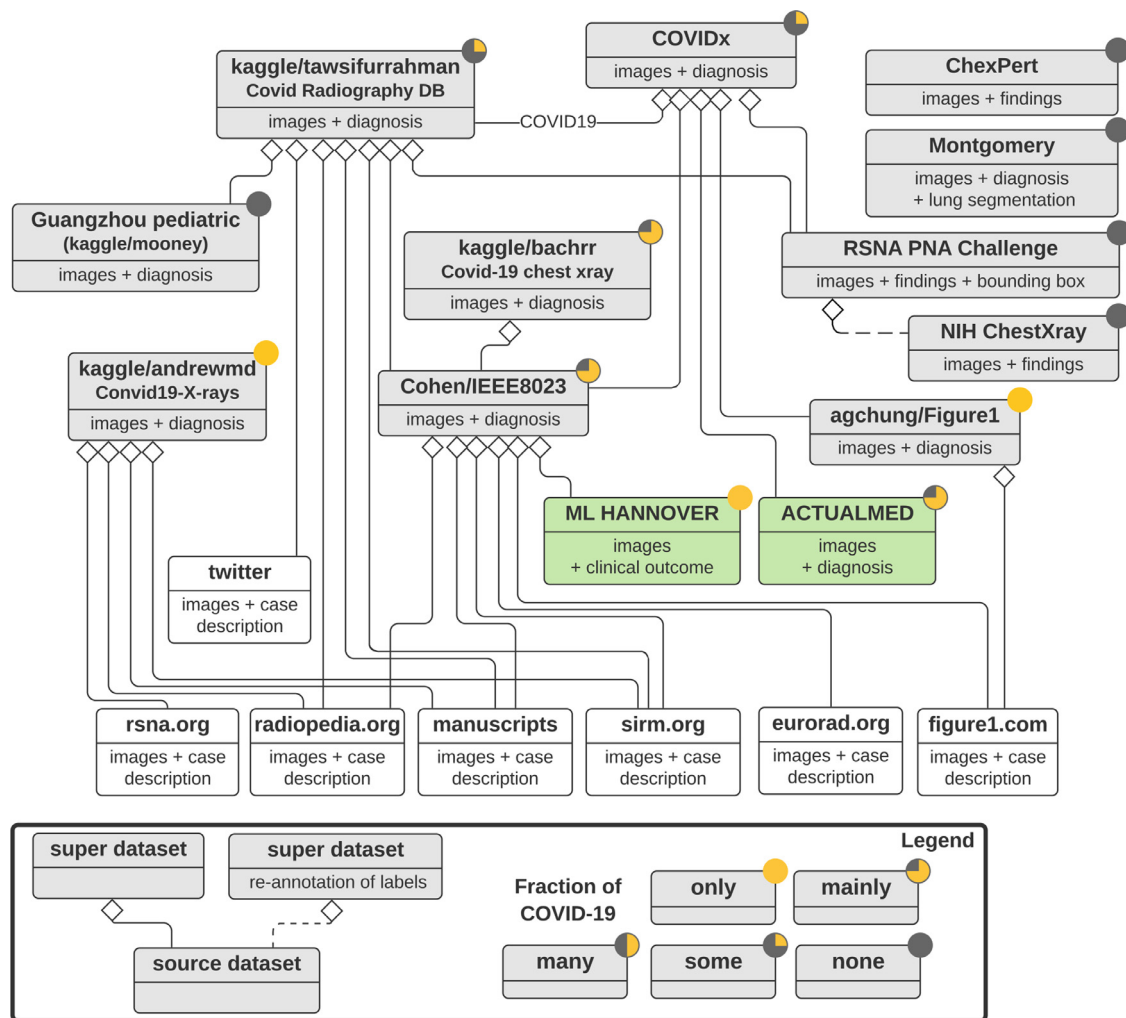 COVIDx
images + diagnosis
kaggle/tawsifurrahman
Covid Radiography DB
images + diagnosis
COVID19
ChexPert
images + findings
Montgomery
images + diagnosis
+ lung segmentation
Guangzhou pediatric
(kaggle/mooney)
images + diagnosis
kaggle/bachrr
Covid-19 chest xray
images + diagnosis
RSNA PNA Challenge
images + findings + bounding box
NIH ChestXray
images + findings
kaggle/andrewmd
Convid19-X-rays
images + diagnosis
Cohen/IEEE8023
images + diagnosis
agchung/Figure1
images + diagnosis
ML HANNOVER
images
+ clinical outcome
ACTUALMED
images
+ diagnosis
twitter
images + case
description
rsna.org
images + case
description
radiopedia.org
images + case
description
manuscripts
images + case
description
sirm.org
images + case
description
eurorad.org
images + case
description
figure1.com
images + case
description
Legend
super dataset
super dataset
re-annotation of labels
source dataset
Fraction of
COVID-19
only
mainly
many
some
none